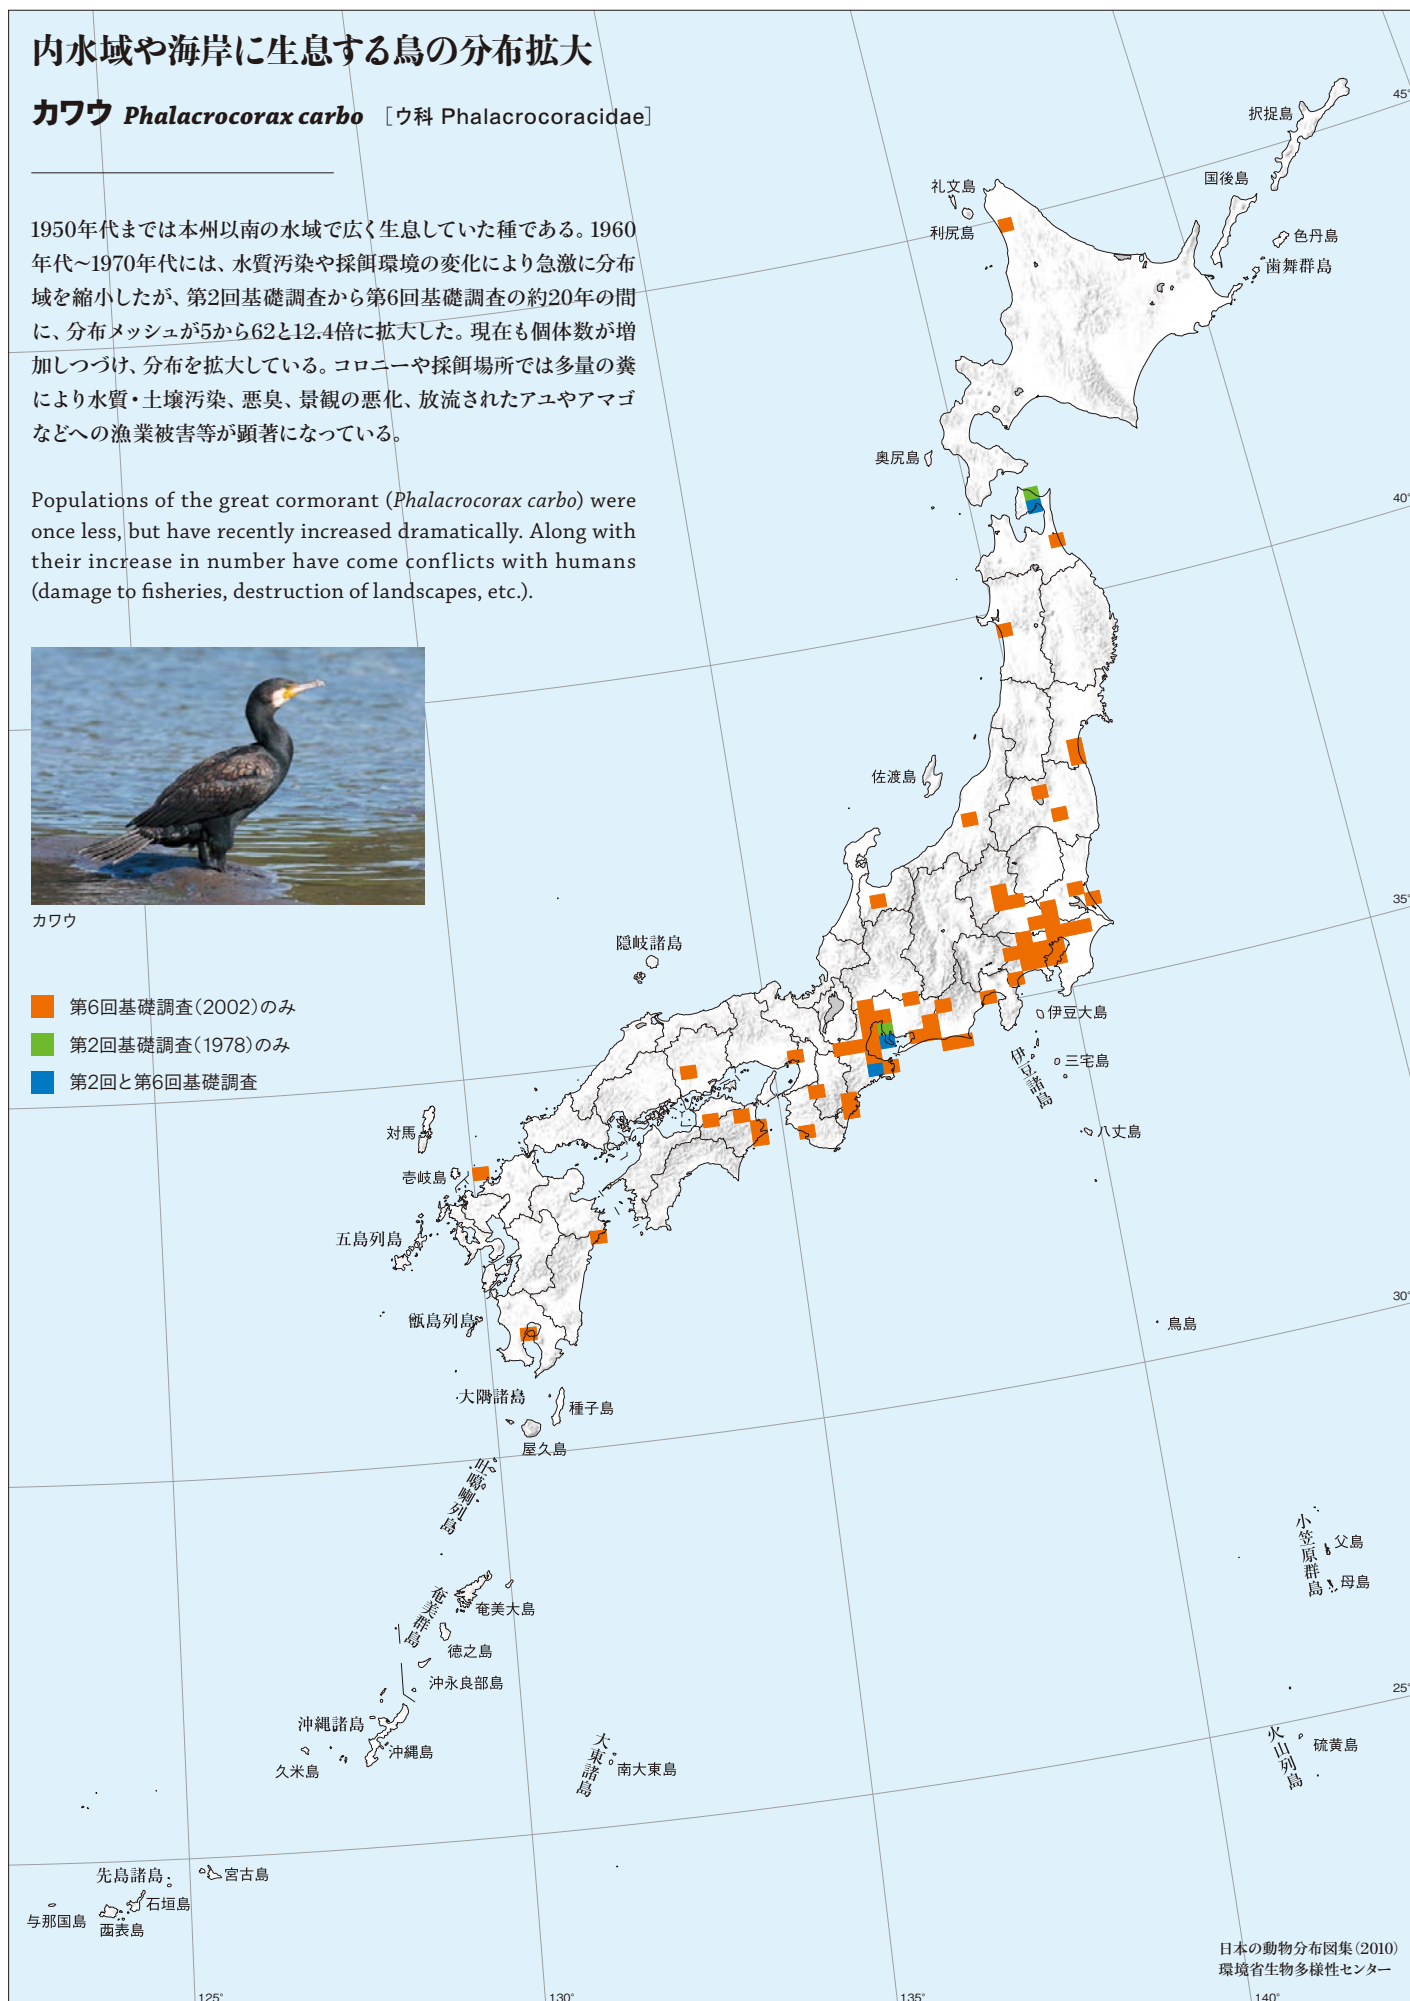 内水域や海岸に生息する鳥の分布拡大
カワウ Phalacrocorax carbo ［ウ科 Phalacrocoracidae］
1950年代までは本州以南の水域で広く生息していた種である。1960
年代〜1970年代には、水質汚染や採餌環境の変化により急激に分布
域を縮小したが、第2回基礎調査から第6回基礎調査の約20年の間
に、分布メッシュが5から62と12.4倍に拡大した。現在も個体数が増
加しつづけ、分布を拡大している。コロニーや採餌場所では多量の糞
により水質・土壌汚染、悪臭、景観の悪化、放流されたアユやアマゴ
などへの漁業被害等が顕著になっている。
Populations of the great cormorant (Phalacrocorax carbo) were
once less, but have recently increased dramatically. Along with
their increase in number have come conflicts with humans
(damage to fisheries, destruction of landscapes, etc.).
カワウ
第6回基礎調査(2002)のみ
第2回基礎調査(1978)のみ
第2回と第6回基礎調査
45°
択捉島
国後島
礼文島
利尻島
色丹島
歯舞群島
奥尻島
40°
佐渡島
35°
隠岐諸島
伊豆大島
伊豆諸島
三宅島
八丈島
対馬
壱岐島
五島列島
甑島列島
30°
鳥島
大隅諸島
種子島
屋久島
吐噶喇列島
小笠原群島
父島
母島
奄美群島
奄美大島
徳之島
沖永良部島
25°
沖縄諸島
沖縄島
久米島
大東諸島
南大東島
火山列島
硫黄島
先島諸島
宮古島
石垣島
与那国島
西表島
日本の動物分布図集(2010)
環境省生物多様性センター
125°
130°
135°
140°